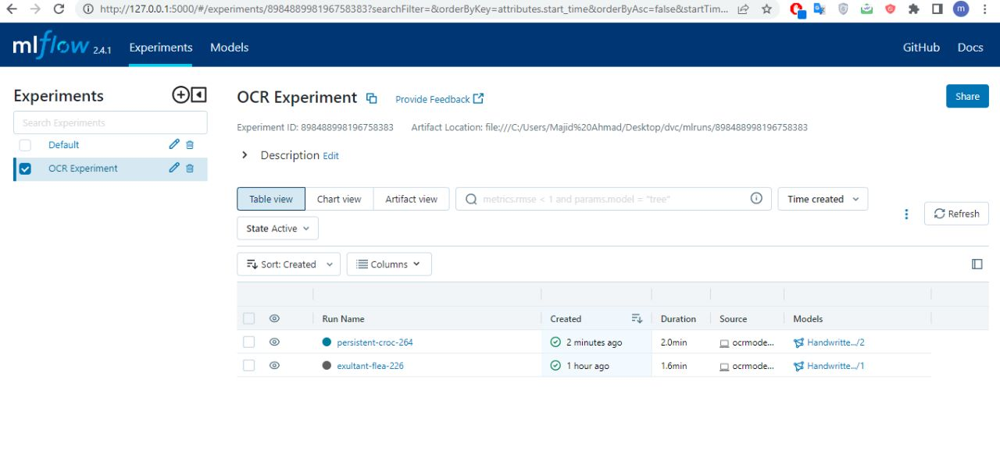 http://127.0.0.1:5000/#/experiments/898488998196758383?searchFilter=&orderByKey=attributes.start_time&orderByAsc=false&startTim...
m
mlflow 2.4.1 Experiments Models GitHub Docs
Experiments
Search Experiments
Default
OCR Experiment
OCR Experiment Provide Feedback Share
Experiment ID: 898488998196758383 Artifact Location: file:///C:/Users/Majid%20Ahmad/Desktop/dvc/mlruns/898488998196758383
Description Edit
Table view Chart view Artifact view metrics.rmse < 1 and params.model = "tree" Time created
Refresh
State Active
Sort: Created Columns
Run Name Created Duration Source Models
persistent-croc-264 2 minutes ago 2.0min ocrmode... Handwritte.../2
exultant-flea-226 1 hour ago 1.6min ocrmode... Handwritte.../1